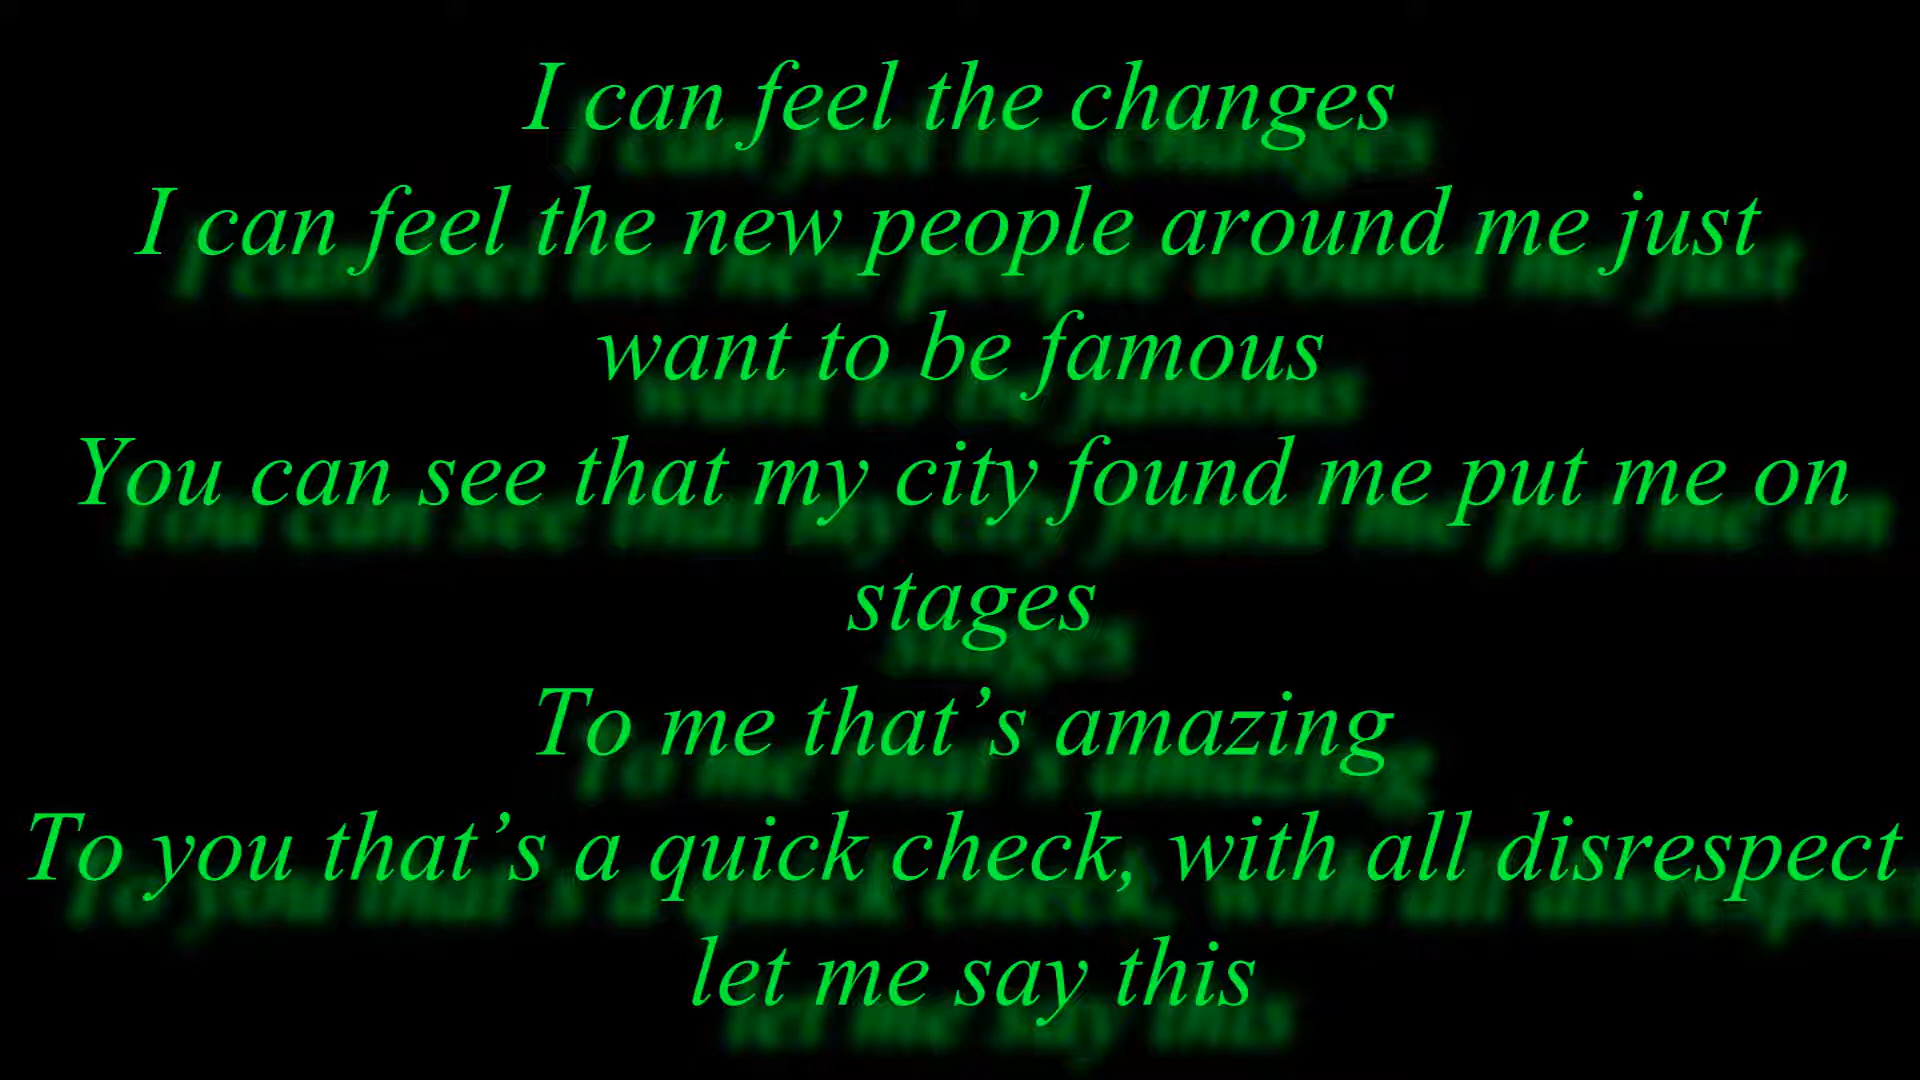 I can feel the changes
I can feel the new people around me just
want to be famous
You can see that my city found me put me on
stages
To me that’s amazing
To you that’s a quick check, with all disrespect
let me say this